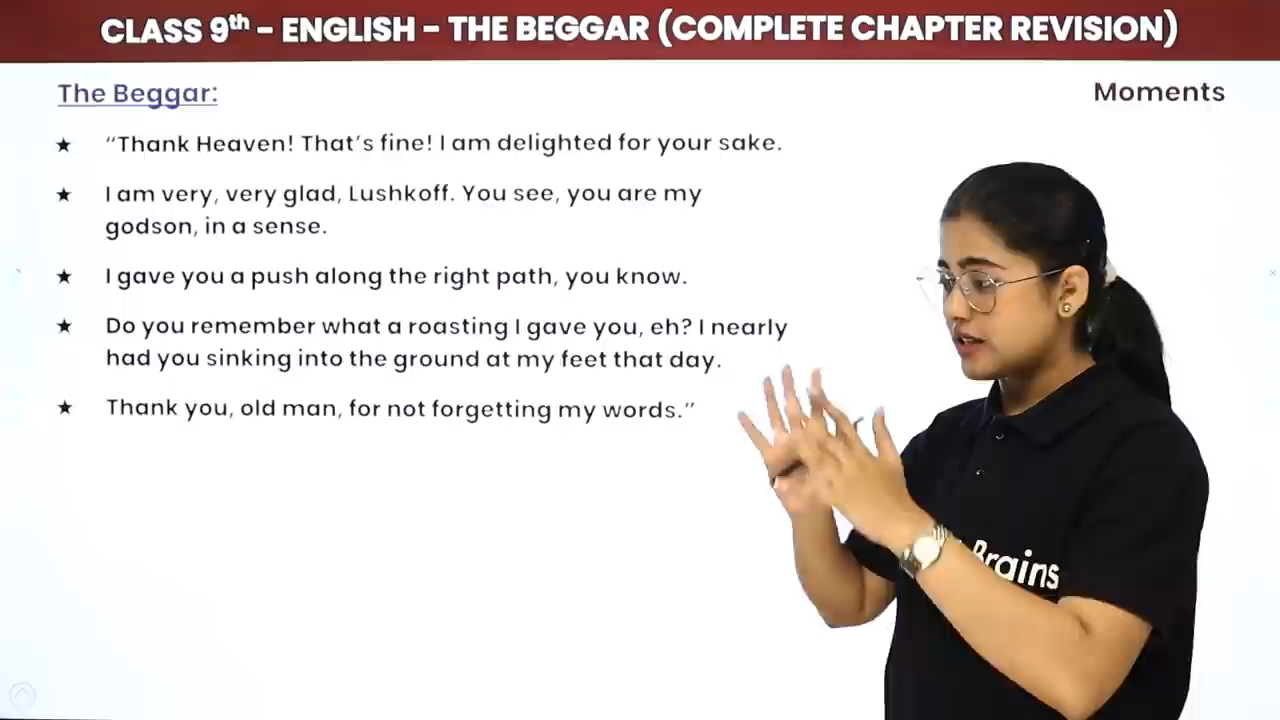 CLASS 9th – ENGLISH – THE BEGGAR (COMPLETE CHAPTER REVISION)
The Beggar:
Moments
★ “Thank Heaven! That’s fine! I am delighted for your sake.
★ I am very, very glad, Lushkoff. You see, you are my
godson, in a sense.
★ I gave you a push along the right path, you know.
★ Do you remember what a roasting I gave you, eh? I nearly
had you sinking into the ground at my feet that day.
★ Thank you, old man, for not forgetting my words.”
Brains